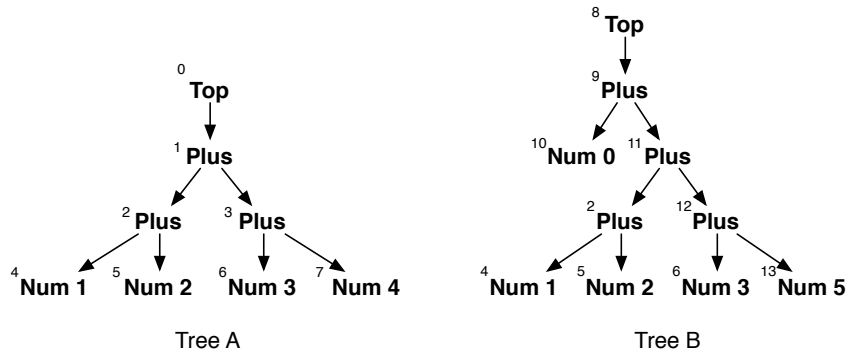 8 Top
0 Top
9 Plus
1 Plus
10 Num 0
11 Plus
2 Plus
3 Plus
2 Plus
12 Plus
4 Num 1
5 Num 2
6 Num 3
7 Num 4
4 Num 1
5 Num 2
6 Num 3
13 Num 5
Tree A
Tree B